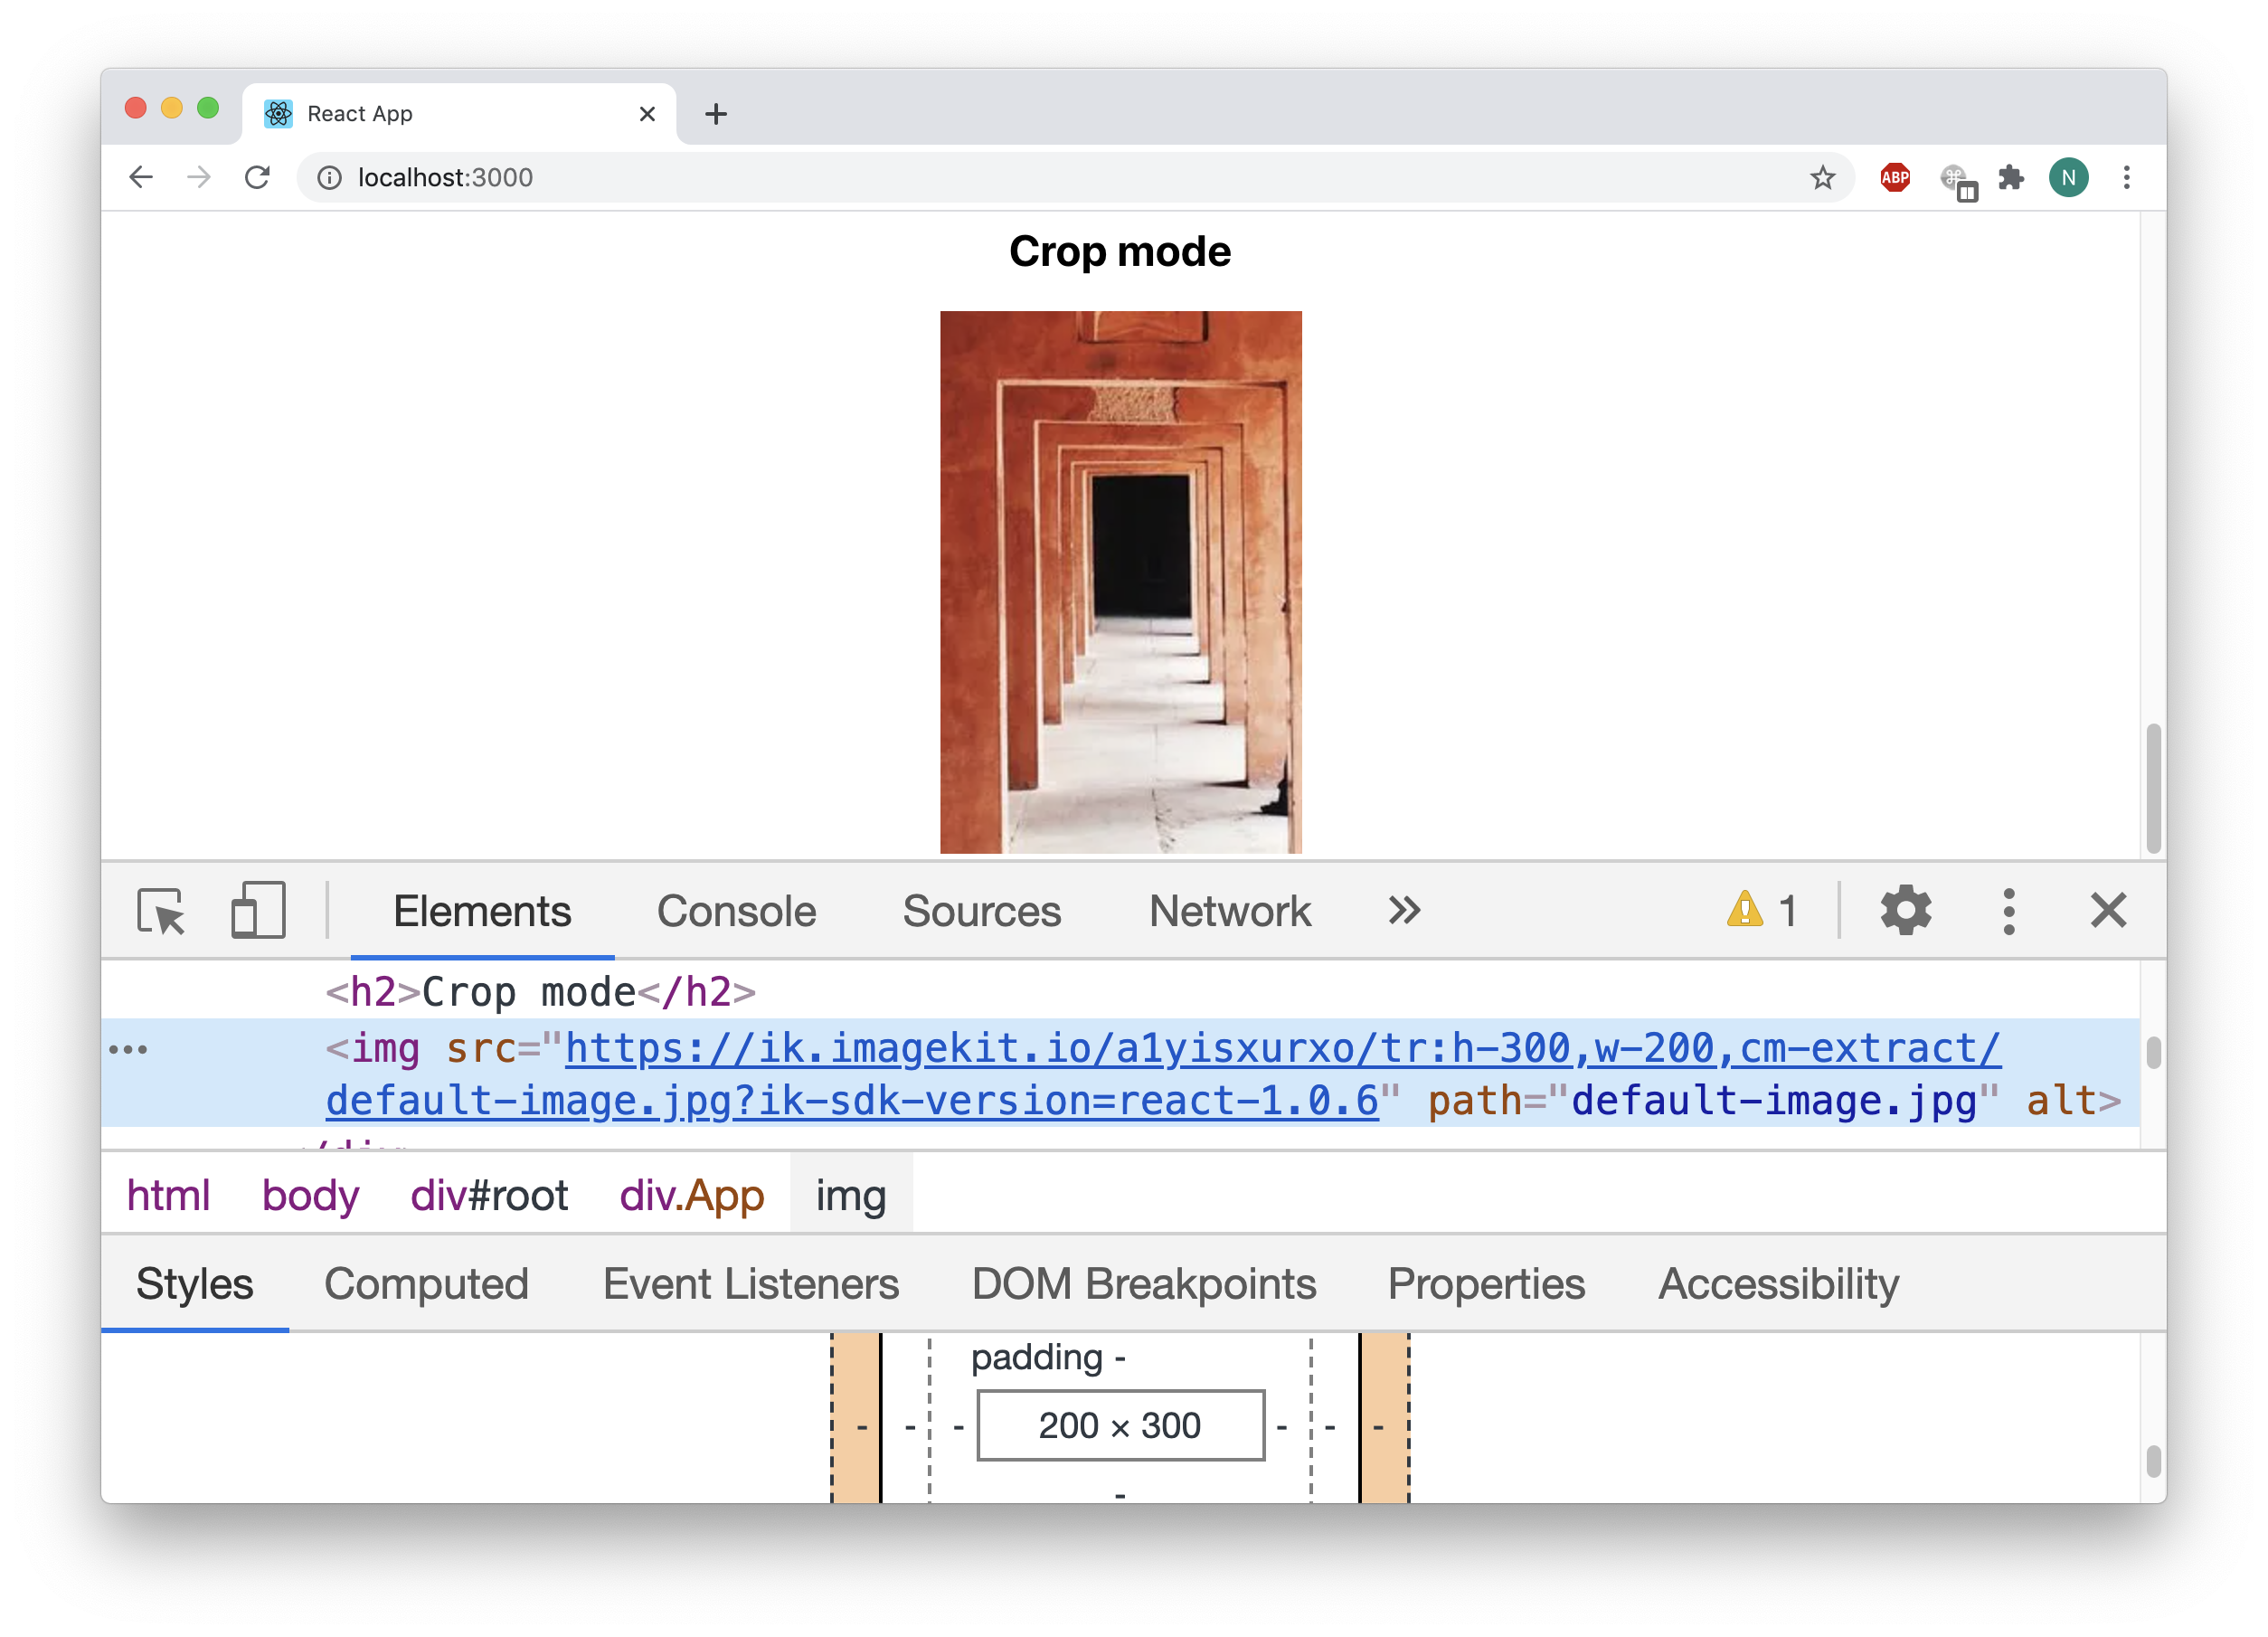 React App
localhost:3000
ABP
N
Crop mode
Elements Console Sources Network 1
<h2>Crop mode</h2>
<img src="https://ik.imagekit.io/a1yisxurxo/tr:h-300,w-200,cm-extract/
default-image.jpg?ik-sdk-version=react-1.0.6" path="default-image.jpg" alt>
html body div#root div.App img
Styles Computed Event Listeners DOM Breakpoints Properties Accessibility
padding -
- - - 200 × 300 - - -
-